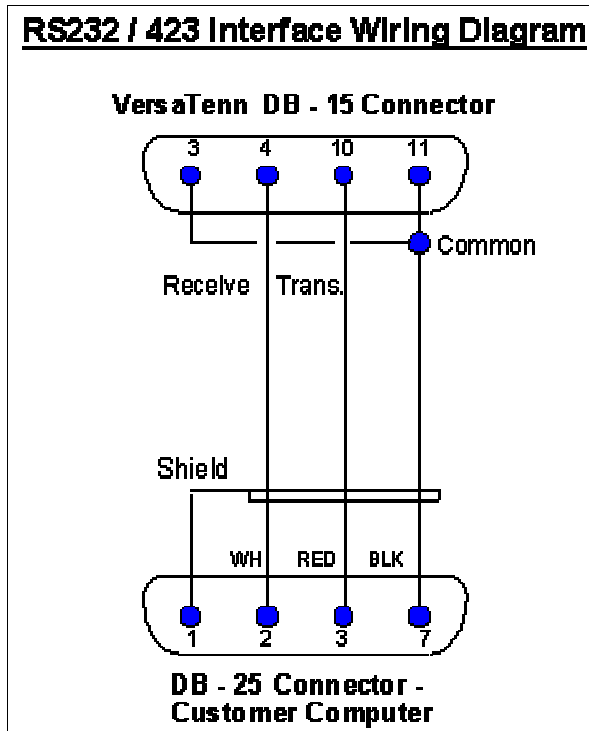 RS232 / 423 Interface Wiring Diagram
VersaTenn DB - 15 Connector
3 4 10 11
Common
Receive Trans.
Shield
WH RED BLK
1 2 3 7
DB - 25 Connector -
Customer Computer